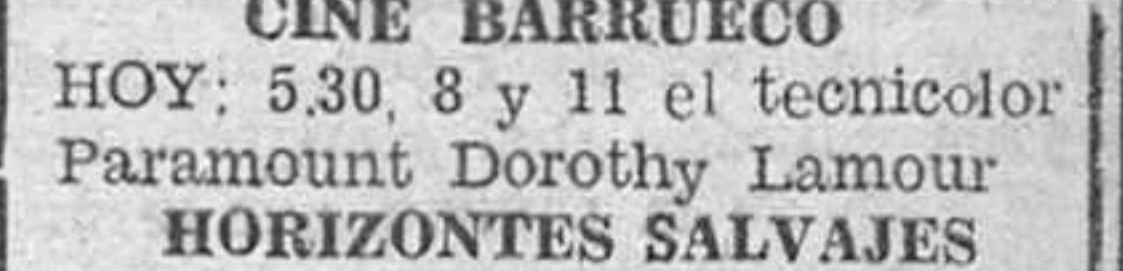 CINE BARRUECO
HOY: 5.30, 8 y 11 el tecnicolor
Paramount Dorothy Lamour
HORIZONTES SALVAJES